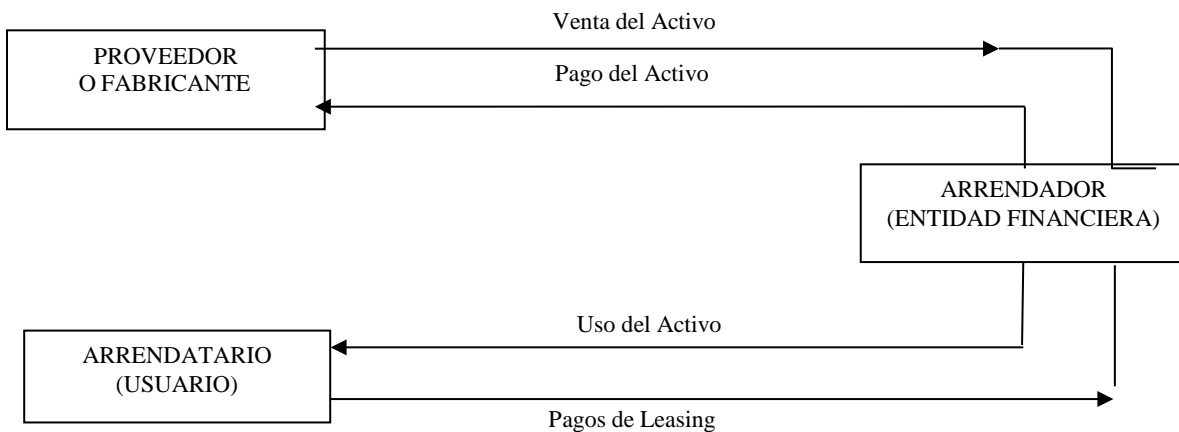 Venta del Activo
PROVEEDOR
O FABRICANTE
Pago del Activo
ARRENDADOR
(ENTIDAD FINANCIERA)
Uso del Activo
ARRENDATARIO
(USUARIO)
Pagos de Leasing